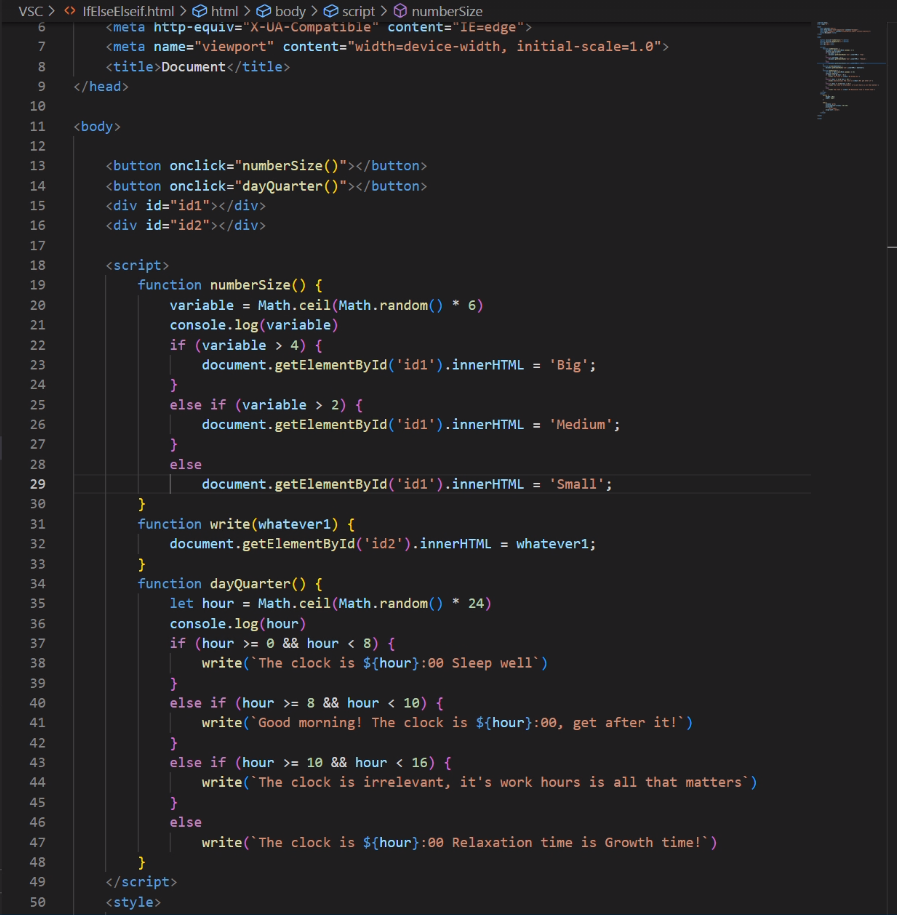 VSC > <> IfElseElseif.html > html > body > script > numberSize
6 <meta http-equiv="X-UA-Compatible" content="IE=edge">
7 <meta name="viewport" content="width=device-width, initial-scale=1.0">
8 <title>Document</title>
9 </head>
10
11 <body>
12
13 <button onclick="numberSize()"></button>
14 <button onclick="dayQuarter()"></button>
15 <div id="id1"></div>
16 <div id="id2"></div>
17
18 <script>
19 function numberSize() {
20 variable = Math.ceil(Math.random() * 6)
21 console.log(variable)
22 if (variable > 4) {
23 document.getElementById('id1').innerHTML = 'Big';
24 }
25 else if (variable > 2) {
26 document.getElementById('id1').innerHTML = 'Medium';
27 }
28 else
29 document.getElementById('id1').innerHTML = 'Small';
30 }
31 function write(whatever1) {
32 document.getElementById('id2').innerHTML = whatever1;
33 }
34 function dayQuarter() {
35 let hour = Math.ceil(Math.random() * 24)
36 console.log(hour)
37 if (hour >= 0 && hour < 8) {
38 write(`The clock is ${hour}:00 Sleep well`)
39 }
40 else if (hour >= 8 && hour < 10) {
41 write(`Good morning! The clock is ${hour}:00, get after it!`)
42 }
43 else if (hour >= 10 && hour < 16) {
44 write(`The clock is irrelevant, it's work hours is all that matters`)
45 }
46 else
47 write(`The clock is ${hour}:00 Relaxation time is Growth time!`)
48 }
49 </script>
50 <style>